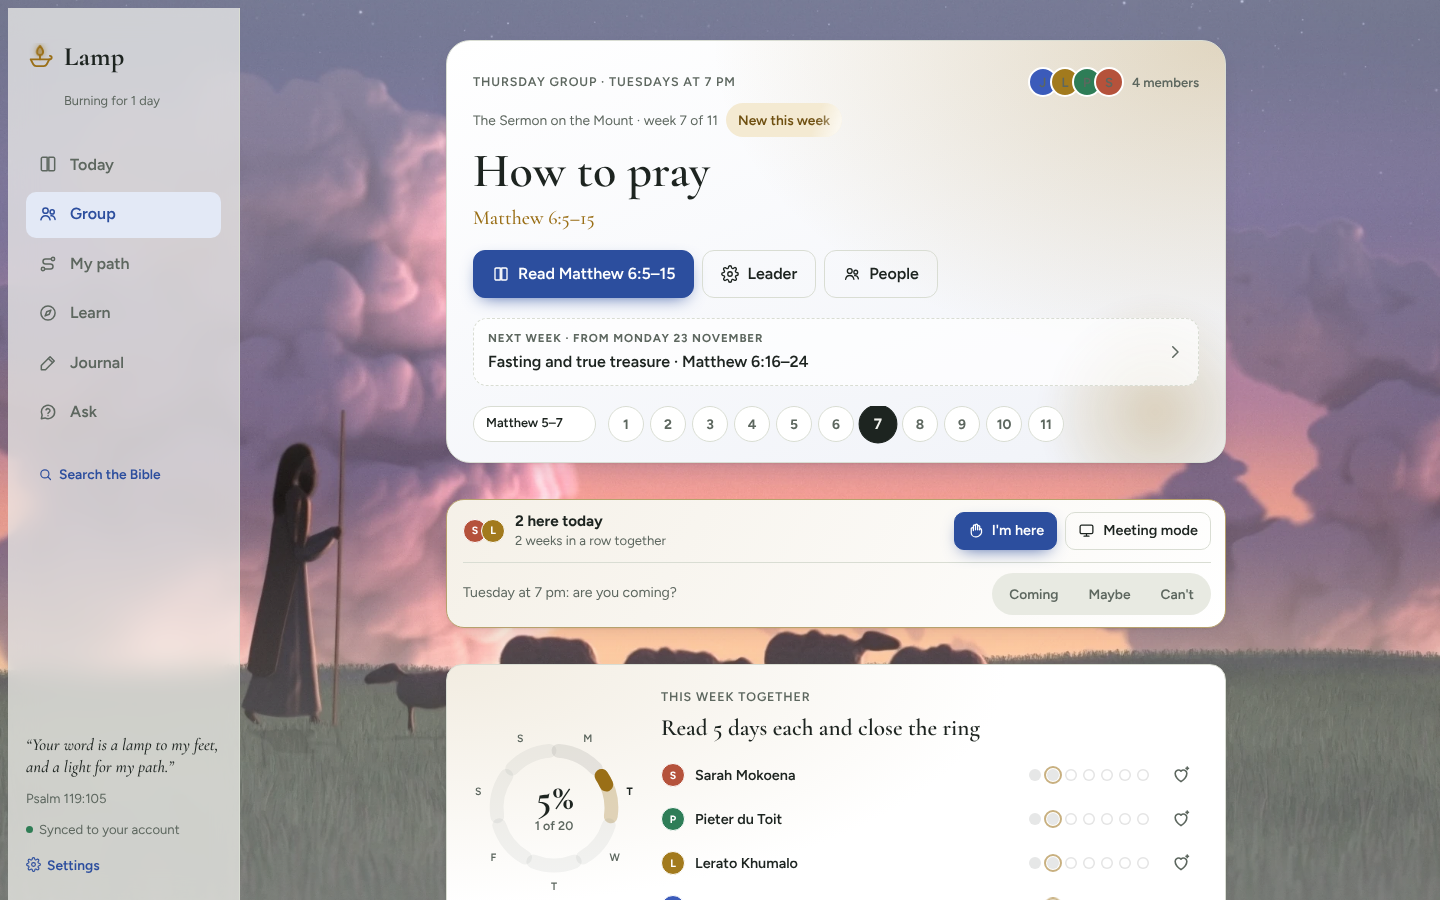 Lamp
Burning for 1 day
Today
Group
My path
Learn
Journal
Ask
Search the Bible
“Your word is a lamp to my feet,
and a light for my path.”
Psalm 119:105
Synced to your account
Settings
THURSDAY GROUP · TUESDAYS AT 7 PM
L S
4 members
The Sermon on the Mount · week 7 of 11
New this week
How to pray
Matthew 6:5–15
Read Matthew 6:5–15
Leader
People
NEXT WEEK · FROM MONDAY 23 NOVEMBER
Fasting and true treasure · Matthew 6:16–24
Matthew 5–7
1 2 3 4 5 6 7 8 9 10 11
S L
2 here today
2 weeks in a row together
I'm here
Meeting mode
Tuesday at 7 pm: are you coming?
Coming
Maybe
Can't
THIS WEEK TOGETHER
Read 5 days each and close the ring
S M
S T
5%
1 of 20
F W
T
S Sarah Mokoena
P Pieter du Toit
L Lerato Khumalo